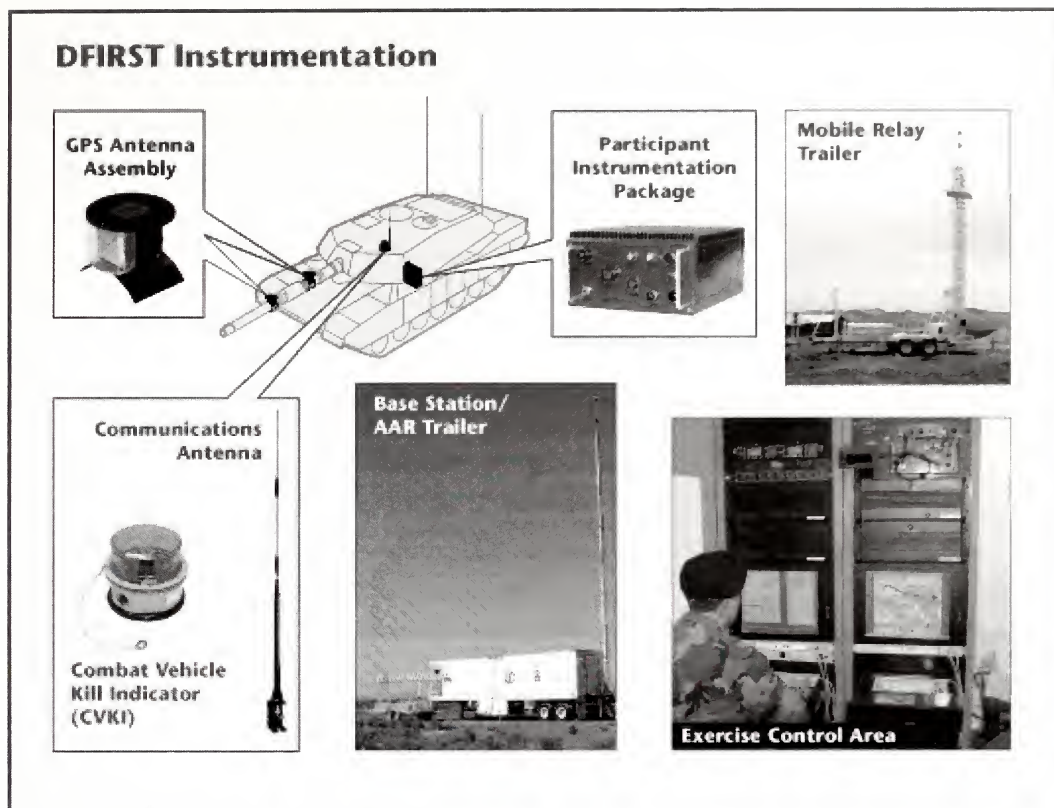 DFIRST Instrumentation
GPS Antenna
Assembly
Participant
Instrumentation
Package
Mobile Relay
Trailer
Communications
Antenna
Combat Vehicle
Kill Indicator
(CVKI)
Base Station/
AAR Trailer
Exercise Control Area